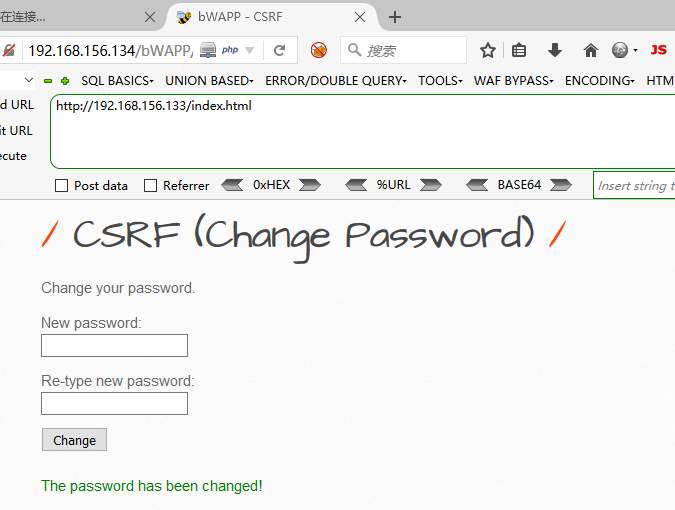 在连接...
bWAPP - CSRF
192.168.156.134/bWAPP/
php
搜索
JS
SQL BASICS
UNION BASED
ERROR/DOUBLE QUERY
TOOLS
WAF BYPASS
ENCODING
HTM
d URL
http://192.168.156.133/index.html
it URL
ecute
Post data
Referrer
0xHEX
%URL
BASE64
Insert string t
/ CSRF (Change Password) /
Change your password.
New password:
Re-type new password:
Change
The password has been changed!